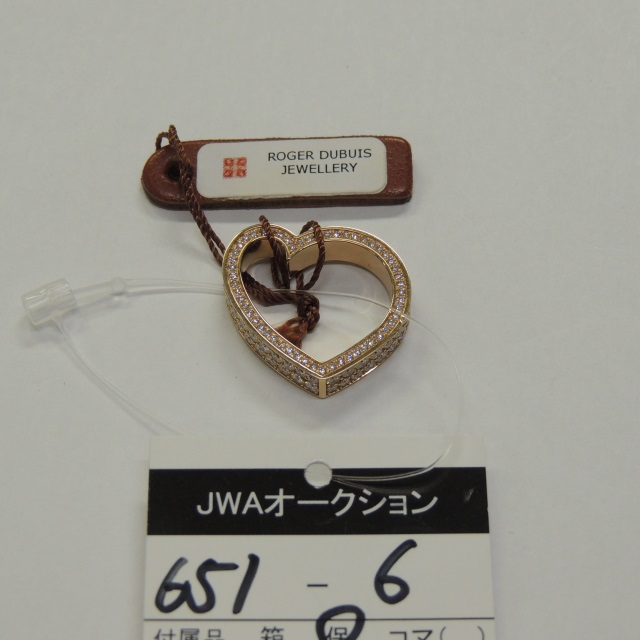 ROGER DUBUIS
JEWELLERY
JWAオークション
651 - 6
付属品 箱 保 コマ( )